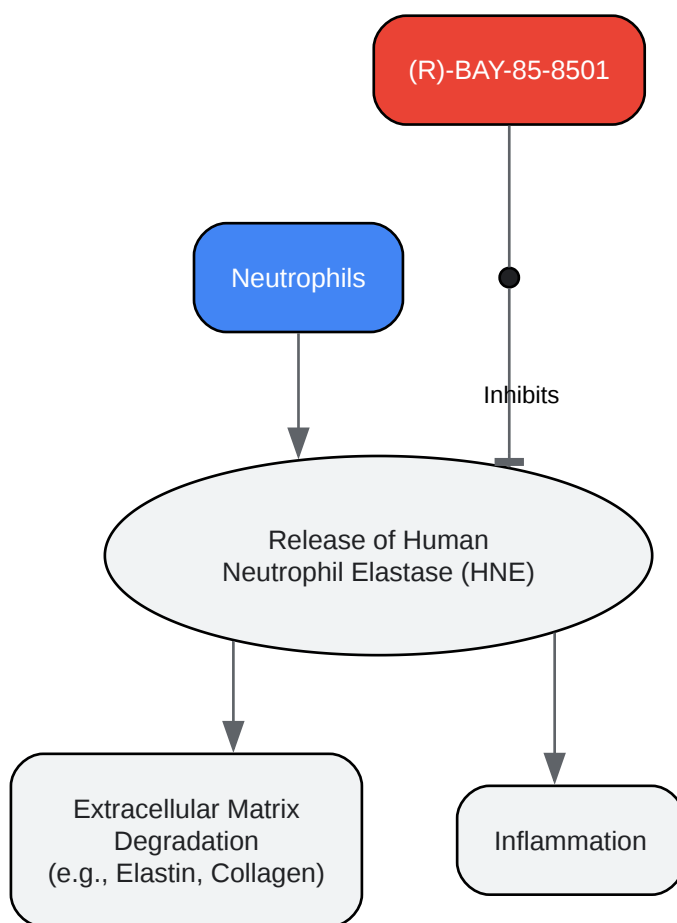 (R)-BAY-85-8501
Neutrophils
Inhibits
Release of Human
Neutrophil Elastase (HNE)
Extracellular Matrix
Degradation
(e.g., Elastin, Collagen)
Inflammation